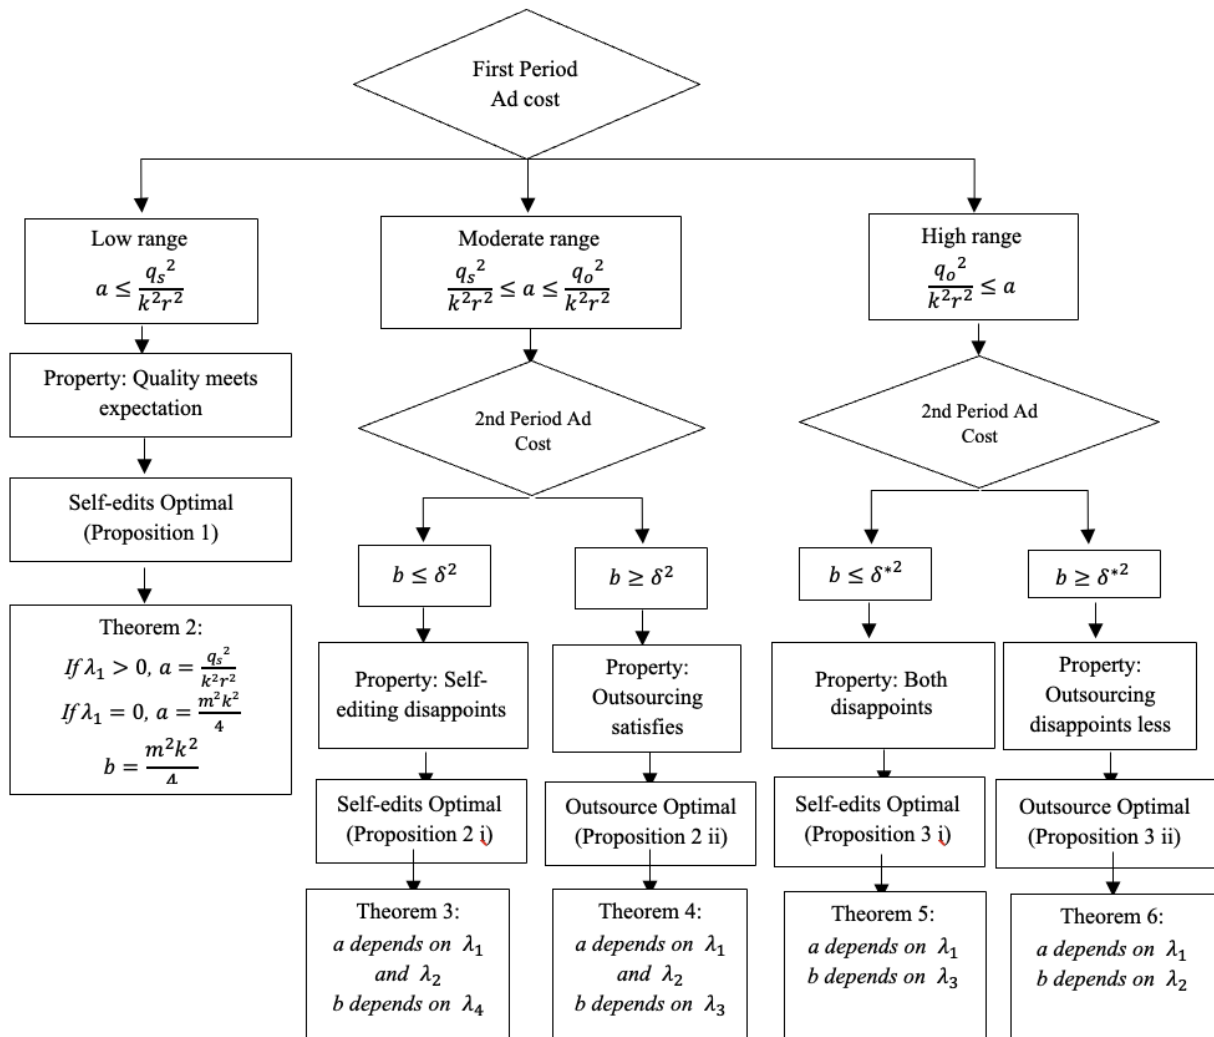 First Period
Ad cost
Low range
a ≤ qₛ²/k²r²
Moderate range
qₛ²/k²r² ≤ a ≤ qₒ²/k²r²
High range
qₒ²/k²r² ≤ a
Property: Quality meets
expectation
2nd Period Ad
Cost
2nd Period Ad
Cost
Self-edits Optimal
(Proposition 1)
b ≤ δ²
b ≥ δ²
b ≤ δ*²
b ≥ δ*²
Theorem 2:
If λ₁ > 0, a = qₛ²/k²r²
If λ₁ = 0, a = m²k²/4
b = m²k²/4
Property: Self-
editing disappoints
Property:
Outsourcing
satisfies
Property: Both
disappoints
Property:
Outsourcing
disappoints less
Self-edits Optimal
(Proposition 2 i)
Outsource Optimal
(Proposition 2 ii)
Self-edits Optimal
(Proposition 3 i)
Outsource Optimal
(Proposition 3 ii)
Theorem 3:
a depends on λ₁
and λ₂
b depends on λ₄
Theorem 4:
a depends on λ₁
and λ₂
b depends on λ₃
Theorem 5:
a depends on λ₁
b depends on λ₃
Theorem 6:
a depends on λ₁
b depends on λ₂